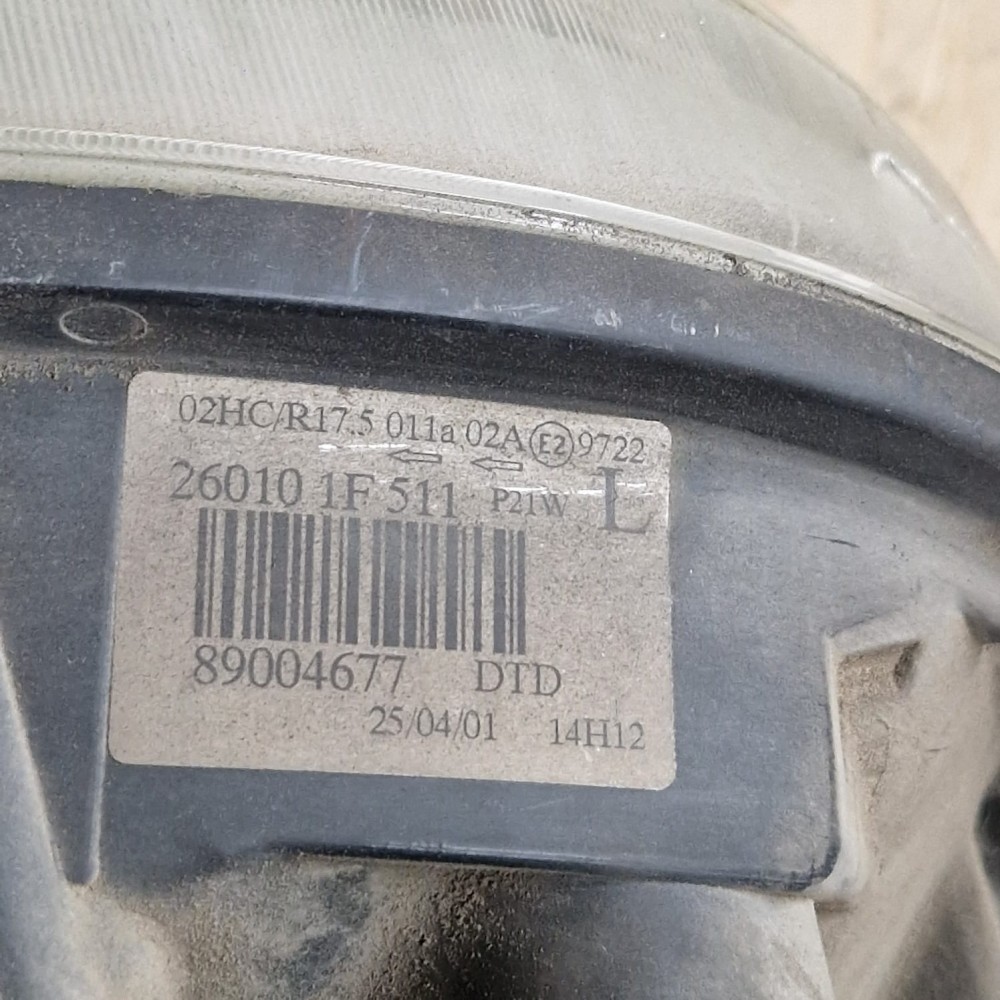 02HC/R17.5 011a 02A E2 9722
26010 1F 511 P21W L
89004677 DTD
25/04/01 14H12